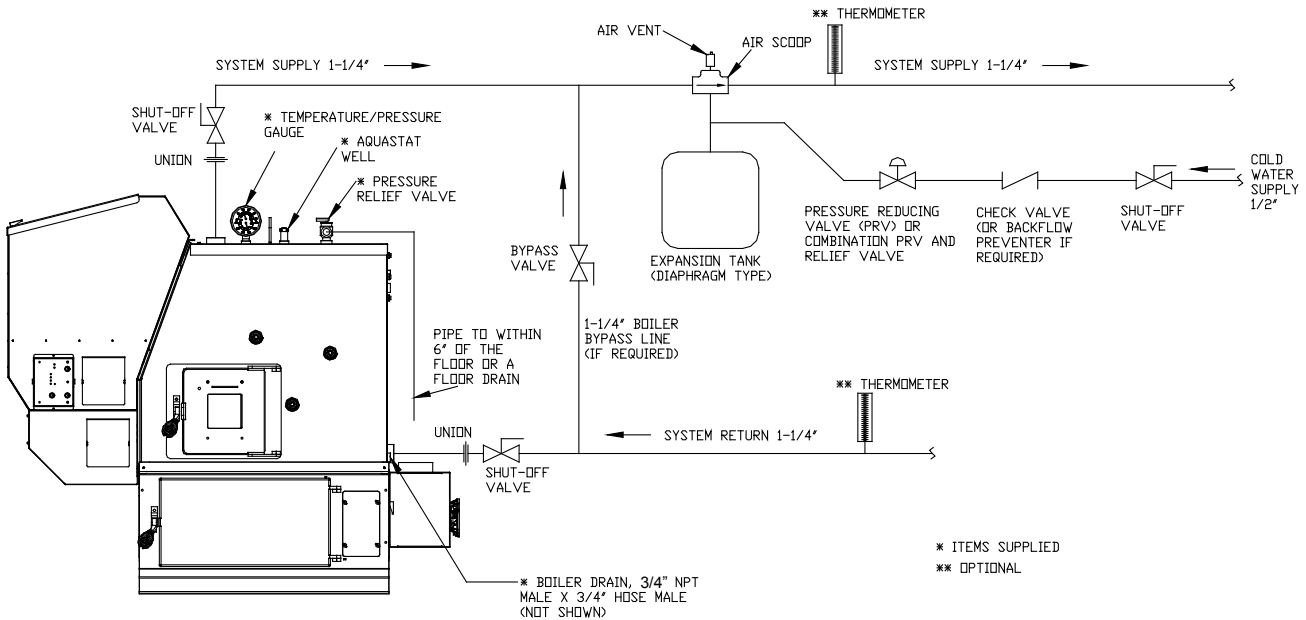 ** THERMOMETER
AIR VENT
AIR SCOOP
SYSTEM SUPPLY 1-1/4"
SYSTEM SUPPLY 1-1/4"
SHUT-OFF
VALVE
* TEMPERATURE/PRESSURE
GAUGE
UNION
* AQUASTAT
WELL
* PRESSURE
RELIEF VALVE
COLD
WATER
SUPPLY
1/2"
BYPASS
VALVE
EXPANSION TANK
(DIAPHRAGM TYPE)
PRESSURE REDUCING
VALVE (PRV) OR
COMBINATION PRV AND
RELIEF VALVE
CHECK VALVE
(OR BACKFLOW
PREVENTER IF
REQUIRED)
SHUT-OFF
VALVE
1-1/4" BOILER
BYPASS LINE
(IF REQUIRED)
PIPE TO WITHIN
6" OF THE
FLOOR OR A
FLOOR DRAIN
** THERMOMETER
UNION
SYSTEM RETURN 1-1/4"
SHUT-OFF
VALVE
* ITEMS SUPPLIED
** OPTIONAL
* BOILER DRAIN, 3/4" NPT
MALE X 3/4" HOSE MALE
(NOT SHOWN)